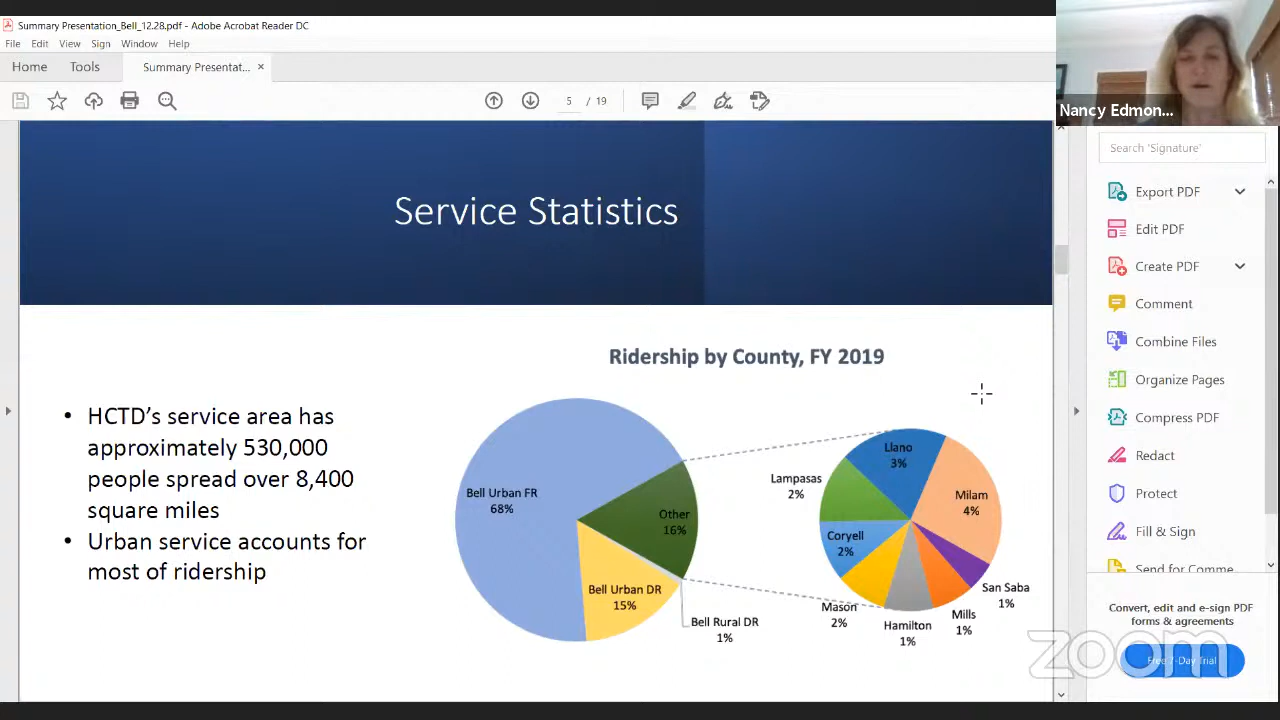 Summary Presentation_Bell_12.28.pdf - Adobe Acrobat Reader DC
File Edit View Sign Window Help
Home Tools Summary Presentat... ×
5 / 19
Nancy Edmon...
Search 'Signature'
Export PDF
Edit PDF
Create PDF
Comment
Combine Files
Organize Pages
Compress PDF
Redact
Protect
Fill & Sign
Send for Comme
Convert, edit and e-sign PDF
forms & agreements
Free 7-Day Trial
Service Statistics
• HCTD's service area has
approximately 530,000
people spread over 8,400
square miles
• Urban service accounts for
most of ridership
Ridership by County, FY 2019
Bell Urban FR
68%
Other
16%
Bell Urban DR
15%
Bell Rural DR
1%
Llano
3%
Lampasas
2%
Milam
4%
Coryell
2%
San Saba
1%
Mason
2%
Hamilton
1%
Mills
1%
zoom